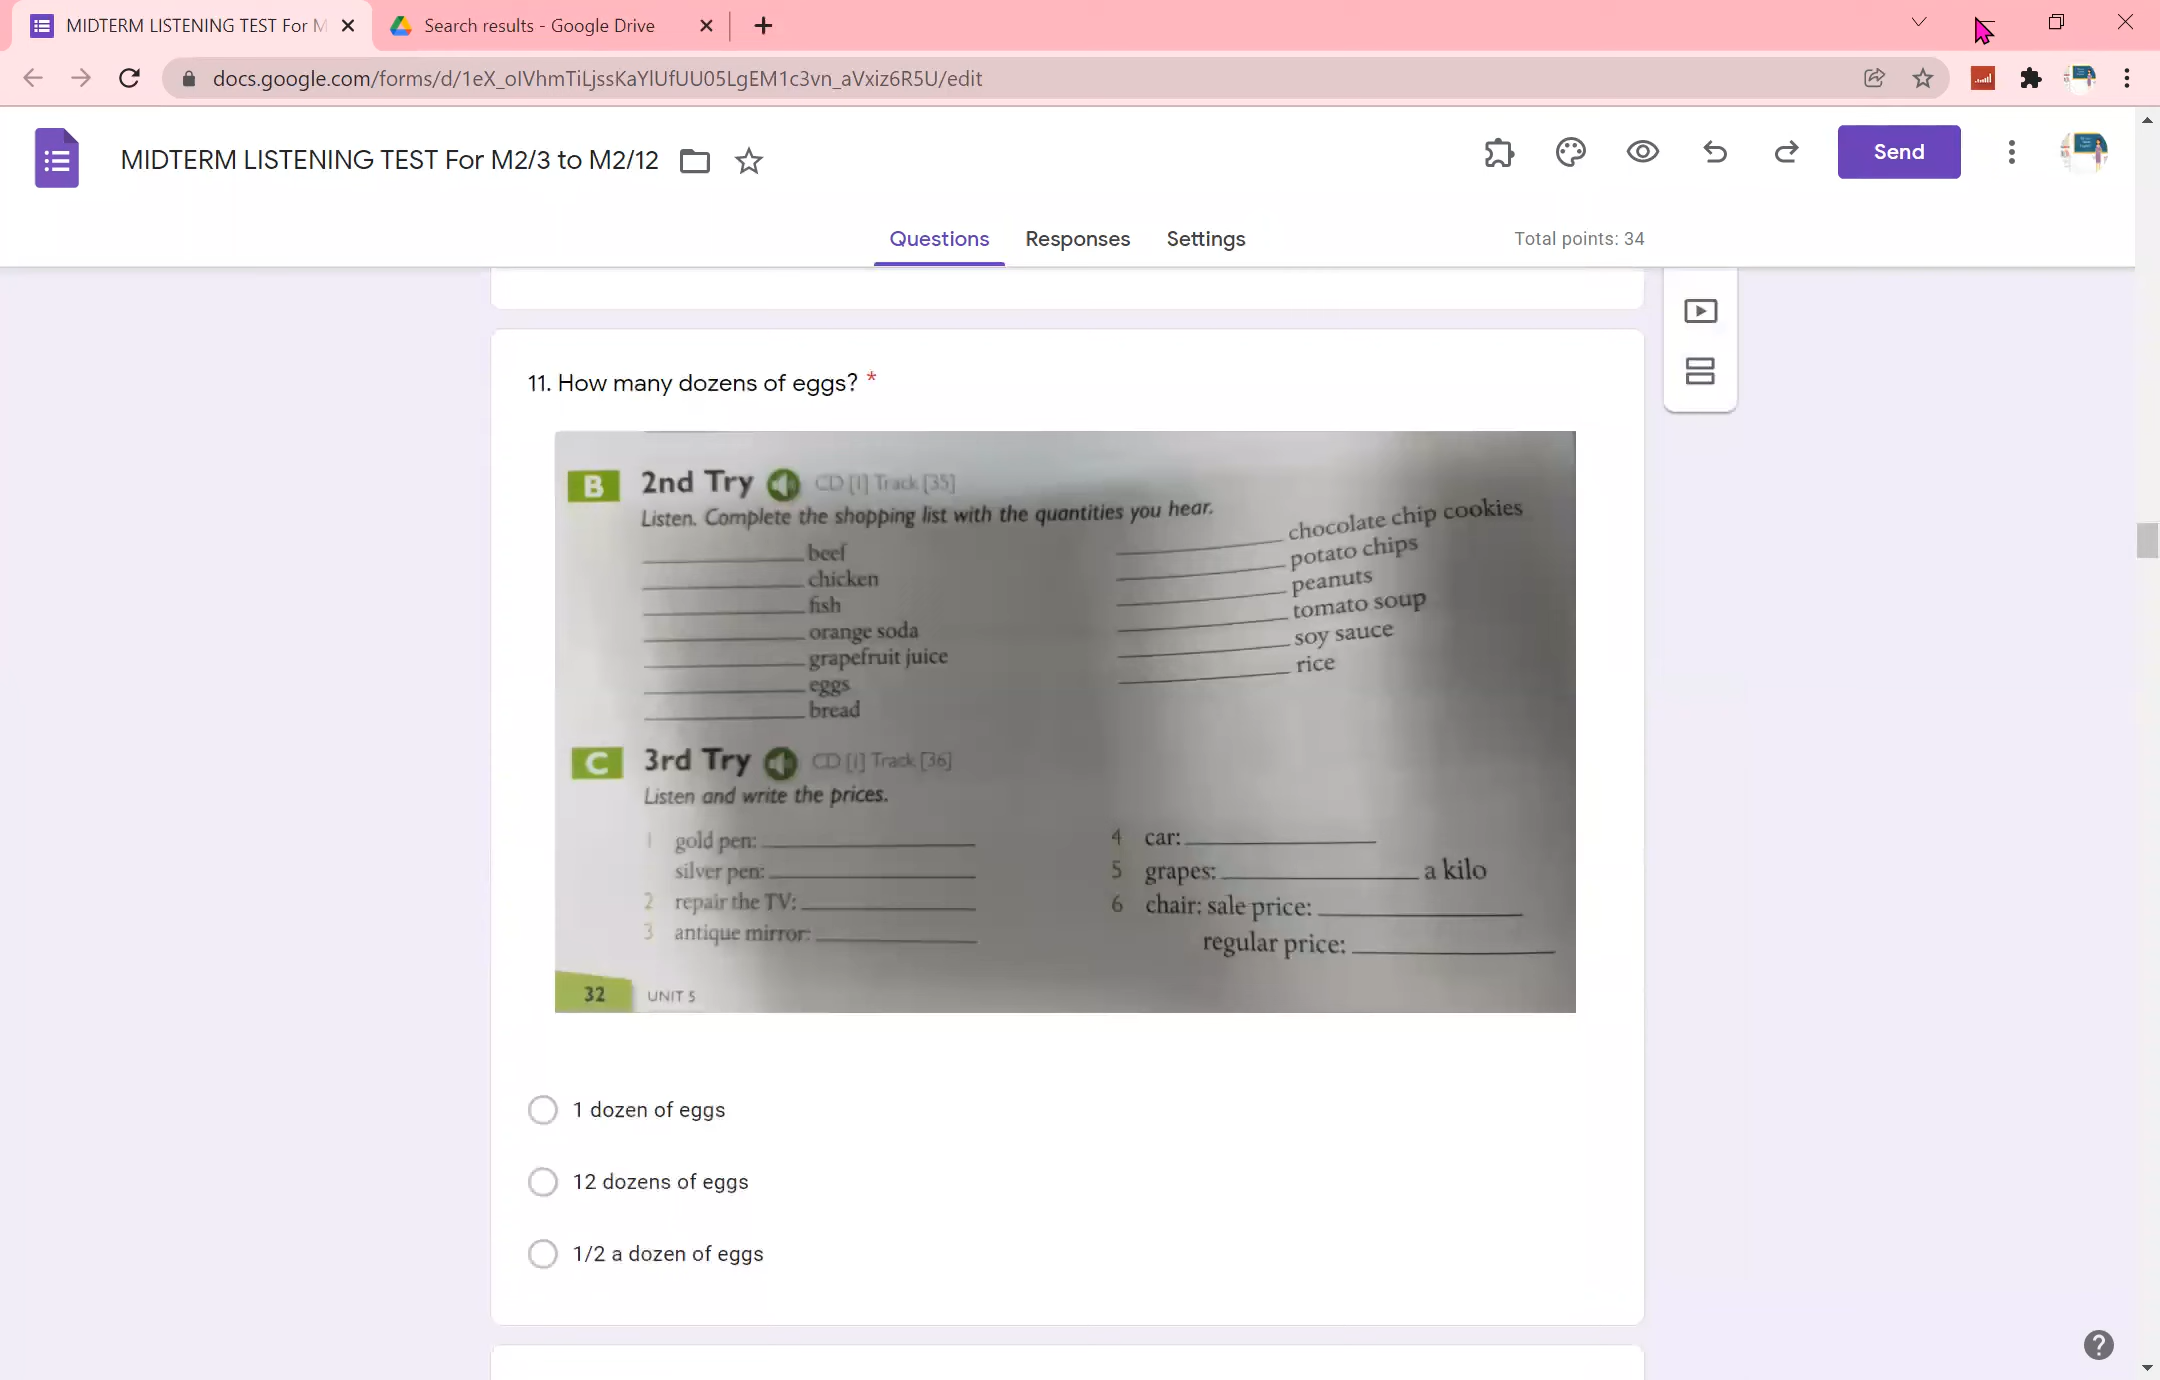 MIDTERM LISTENING TEST For M
Search results - Google Drive
docs.google.com/forms/d/1eX_oIVhmTiLjssKaYlUfUU05LgEM1c3vn_aVxiz6R5U/edit
MIDTERM LISTENING TEST For M2/3 to M2/12
Send
Questions Responses Settings
Total points: 34
11. How many dozens of eggs? *
B 2nd Try CD [1] Track [35]
Listen. Complete the shopping list with the quantities you hear.
beef
chicken
fish
orange soda
grapefruit juice
eggs
bread
chocolate chip cookies
potato chips
peanuts
tomato soup
soy sauce
rice
C 3rd Try CD [1] Track [36]
Listen and write the prices.
1 gold pen:
silver pen:
2 repair the TV:
3 antique mirror:
4 car:
5 grapes: a kilo
6 chair: sale price:
regular price:
32 UNIT 5
1 dozen of eggs
12 dozens of eggs
1/2 a dozen of eggs